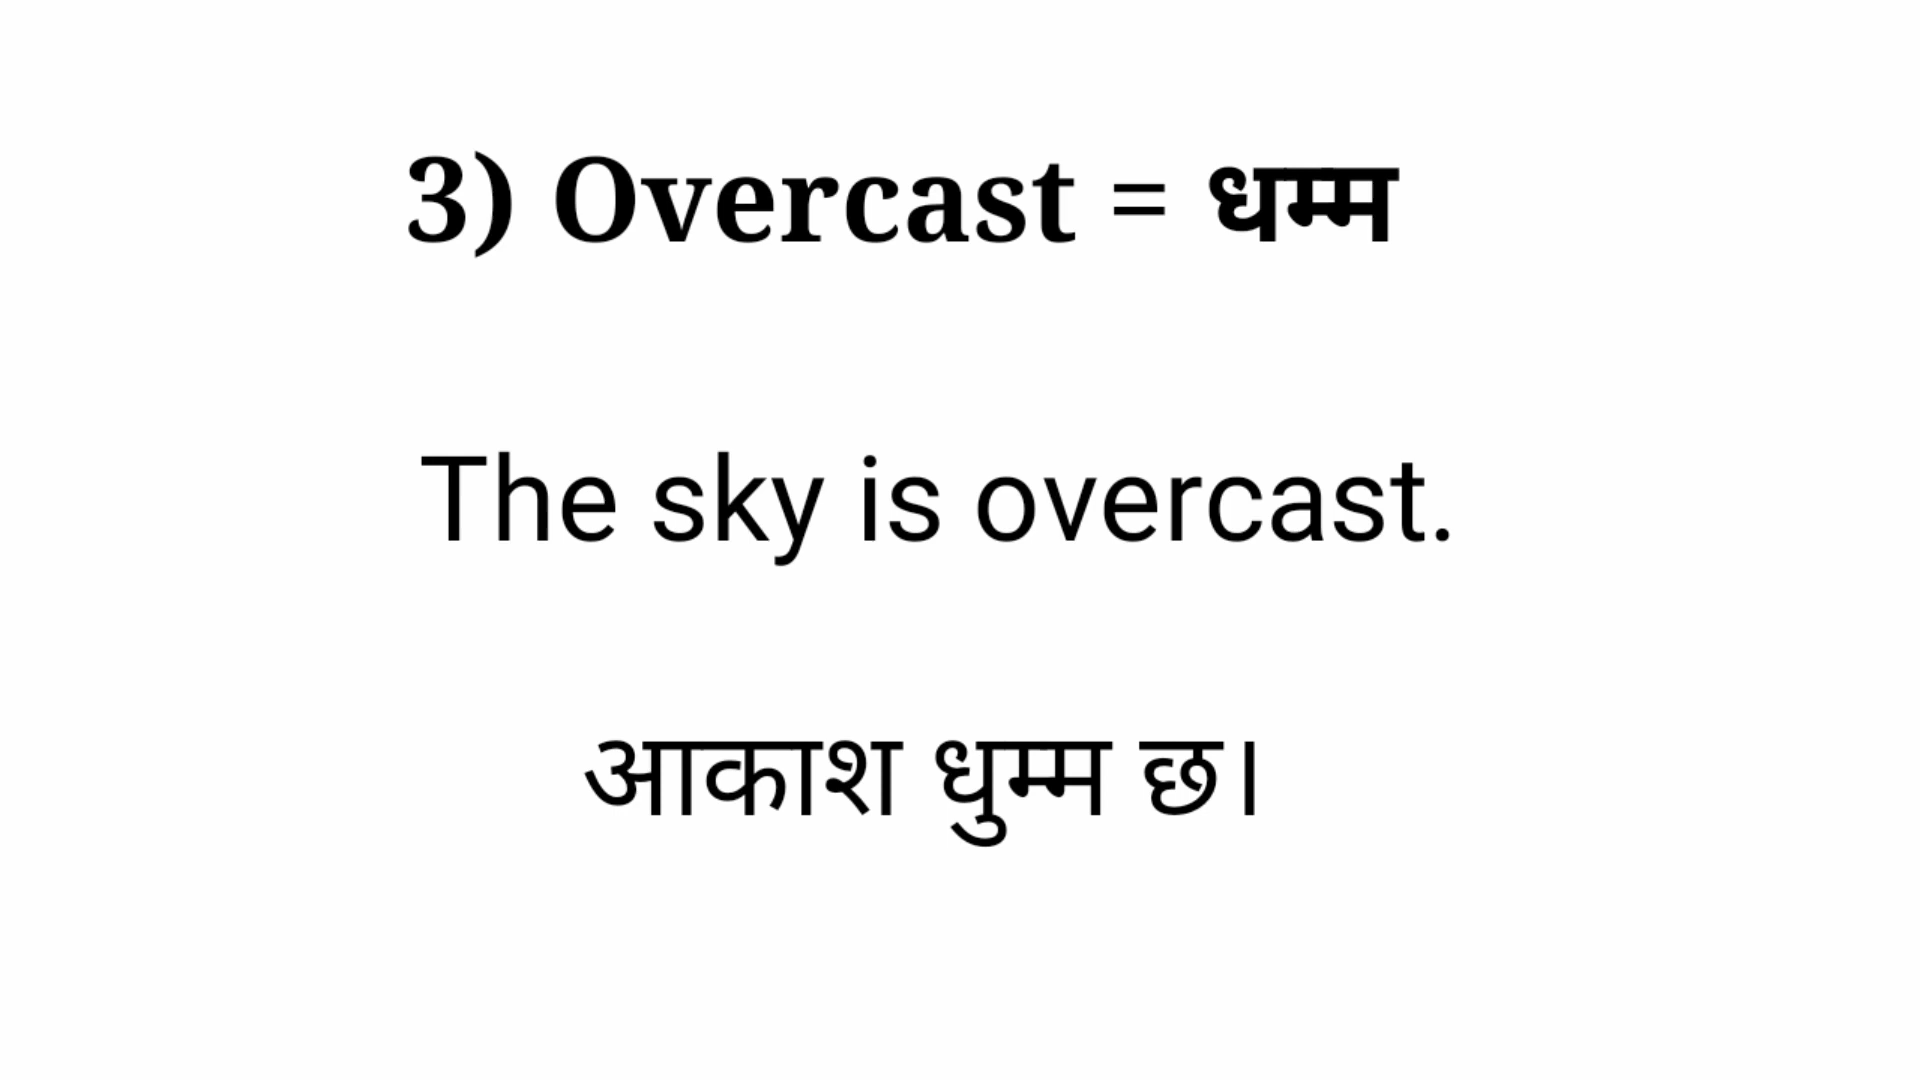 3) Overcast = धम्म
The sky is overcast.
आकाश धुम्म छ।